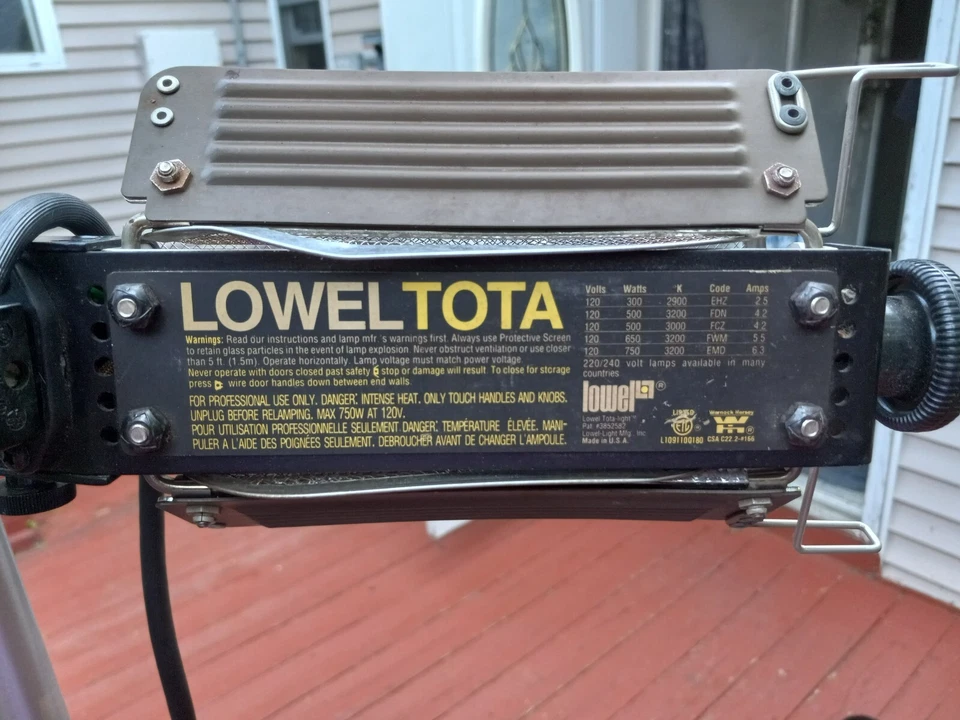 LOWEL TOTA
Warnings: Read our instructions and lamp mfr.'s warnings first. Always use Protective Screen
to retain glass particles in the event of lamp explosion. Never obstruct ventilation or use closer
than 5 ft. (1.5m). Operate horizontally. Lamp voltage must match power voltage.
Never operate with doors closed past safety stop or damage will result. To close for storage
press wire door handles down between end walls.
FOR PROFESSIONAL USE ONLY. DANGER: INTENSE HEAT. ONLY TOUCH HANDLES AND KNOBS.
UNPLUG BEFORE RELAMPING. MAX 750W AT 120V.
POUR UTILISATION PROFESSIONNELLE SEULEMENT DANGER: TEMPÉRATURE ÉLEVÉE. MANI-
PULER A L'AIDE DES POIGNÉES SEULEMENT. DEBROUCHER AVANT DE CHANGER L'AMPOULE.
Volts Watts °K Code Amps
120 300 2900 EHZ 2.5
120 500 3200 FDN 4.2
120 500 3000 FCZ 4.2
120 650 3200 FWM 5.5
120 750 3200 EMD 6.3
220/240 volt lamps available in many
countries
lowel®
Lowel Tota-light™
Pat. #3852582
Lowel-Light Mfg., Inc.
Made in U.S.A.
LISTED
ETL
L1091100180
Warnock Hersey
CSA C22.2-#166